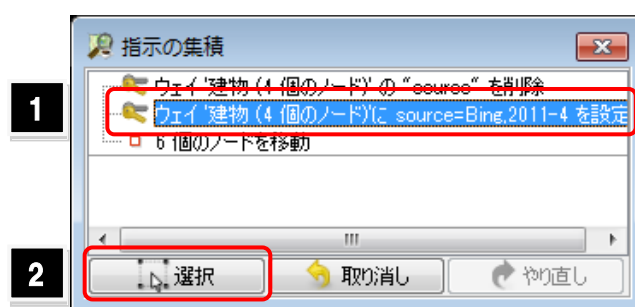 指示の集積
ウェイ '建物 (4 個のノード)' の "source" を削除
1
ウェイ '建物 (4 個のノード)'に source=Bing,2011-4 を設定
6 個のノードを移動
2
選択
取り消し
やり直し